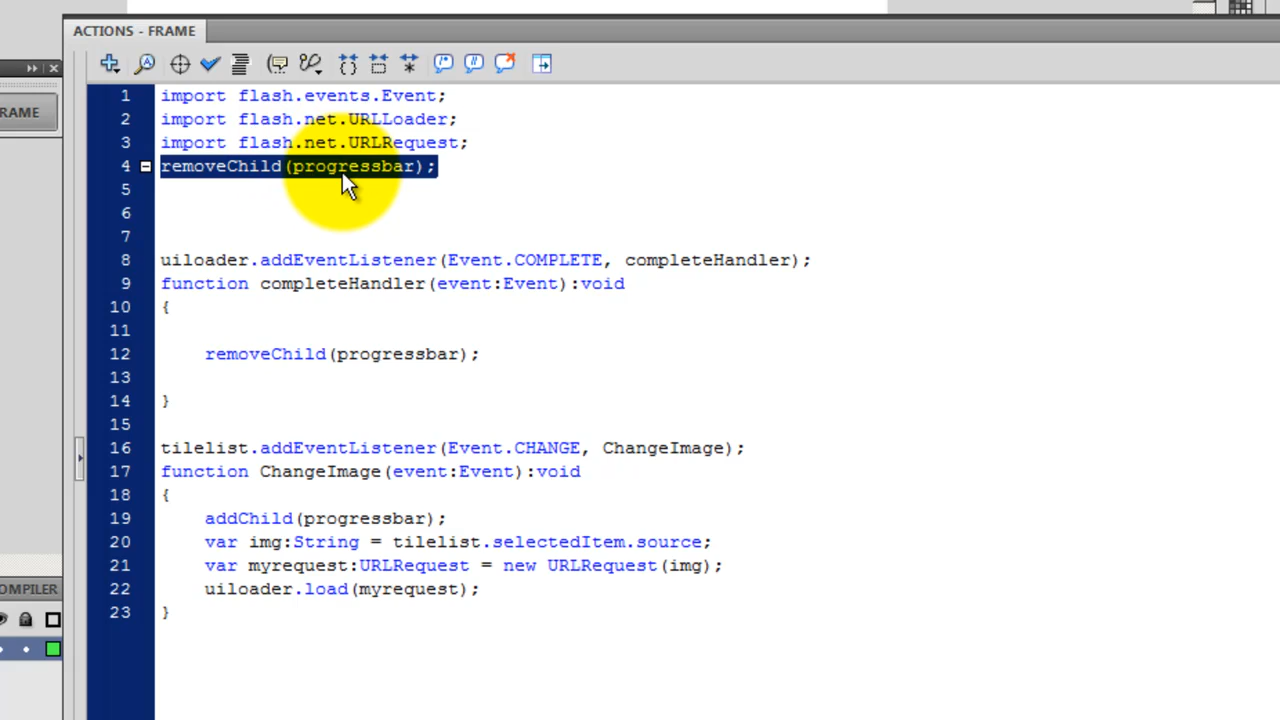 ACTIONS - FRAME
RAME
1 import flash.events.Event;
2 import flash.net.URLLoader;
3 import flash.net.URLRequest;
4 removeChild(progressbar);
5
6
7
8 uiloader.addEventListener(Event.COMPLETE, completeHandler);
9 function completeHandler(event:Event):void
10 {
11
12 removeChild(progressbar);
13
14 }
15
16 tilelist.addEventListener(Event.CHANGE, ChangeImage);
17 function ChangeImage(event:Event):void
18 {
19 addChild(progressbar);
20 var img:String = tilelist.selectedItem.source;
21 var myrequest:URLRequest = new URLRequest(img);
22 uiloader.load(myrequest);
23 }
OMPILER